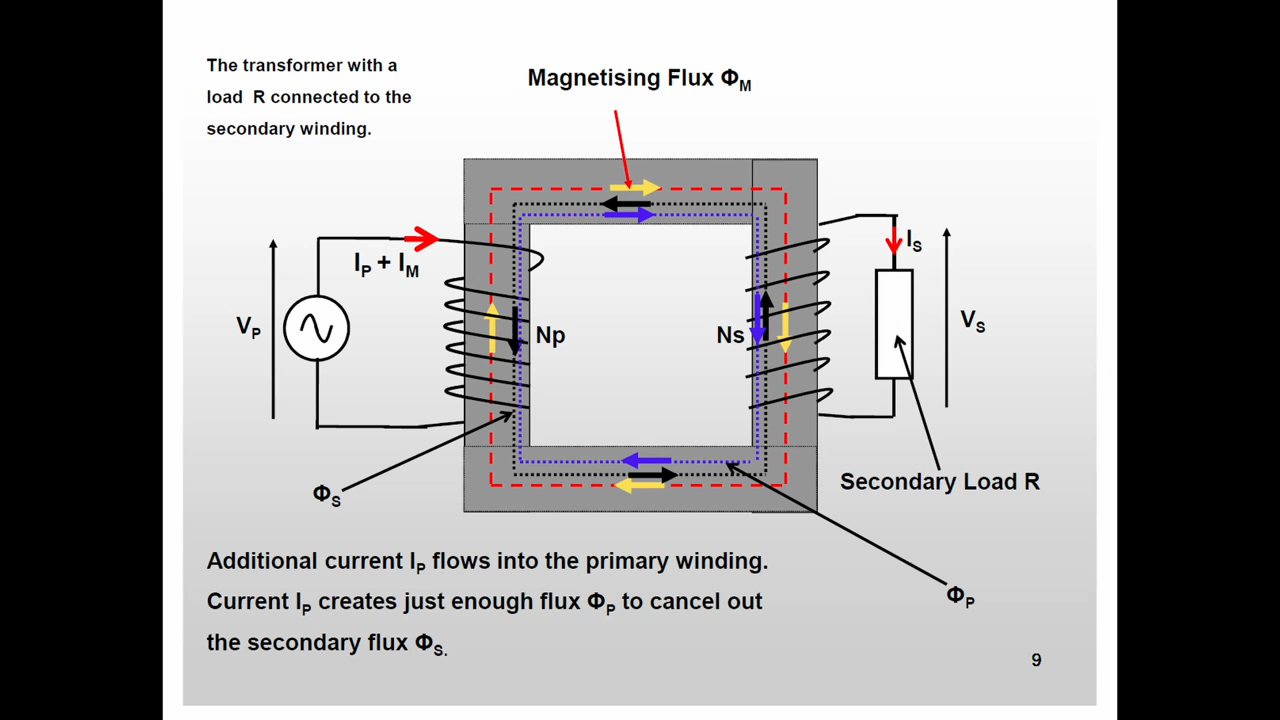 The transformer with a
load R connected to the
secondary winding.
Magnetising Flux ΦM
IP + IM
IS
VP
Np
Ns
VS
ΦS
Secondary Load R
Additional current IP flows into the primary winding.
Current IP creates just enough flux ΦP to cancel out
the secondary flux ΦS.
ΦP
9